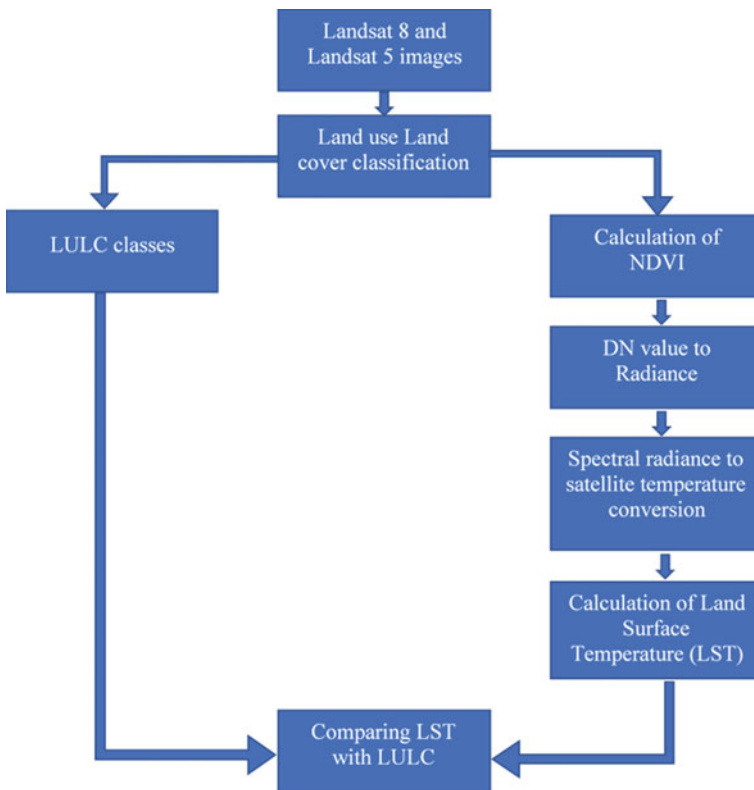 Landsat 8 and
Landsat 5 images
Land use Land
cover classification
LULC classes
Calculation of
NDVI
DN value to
Radiance
Spectral radiance to
satellite temperature
conversion
Calculation of Land
Surface
Temperature (LST)
Comparing LST
with LULC